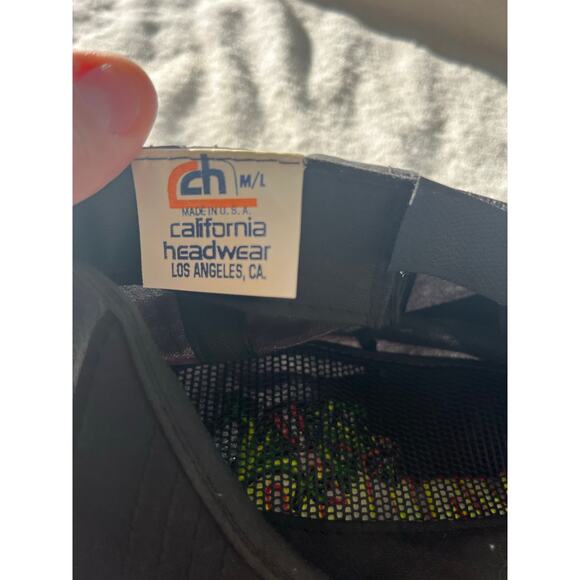 ch M/L
MADE IN U.S.A.
california
headwear
LOS ANGELES, CA.